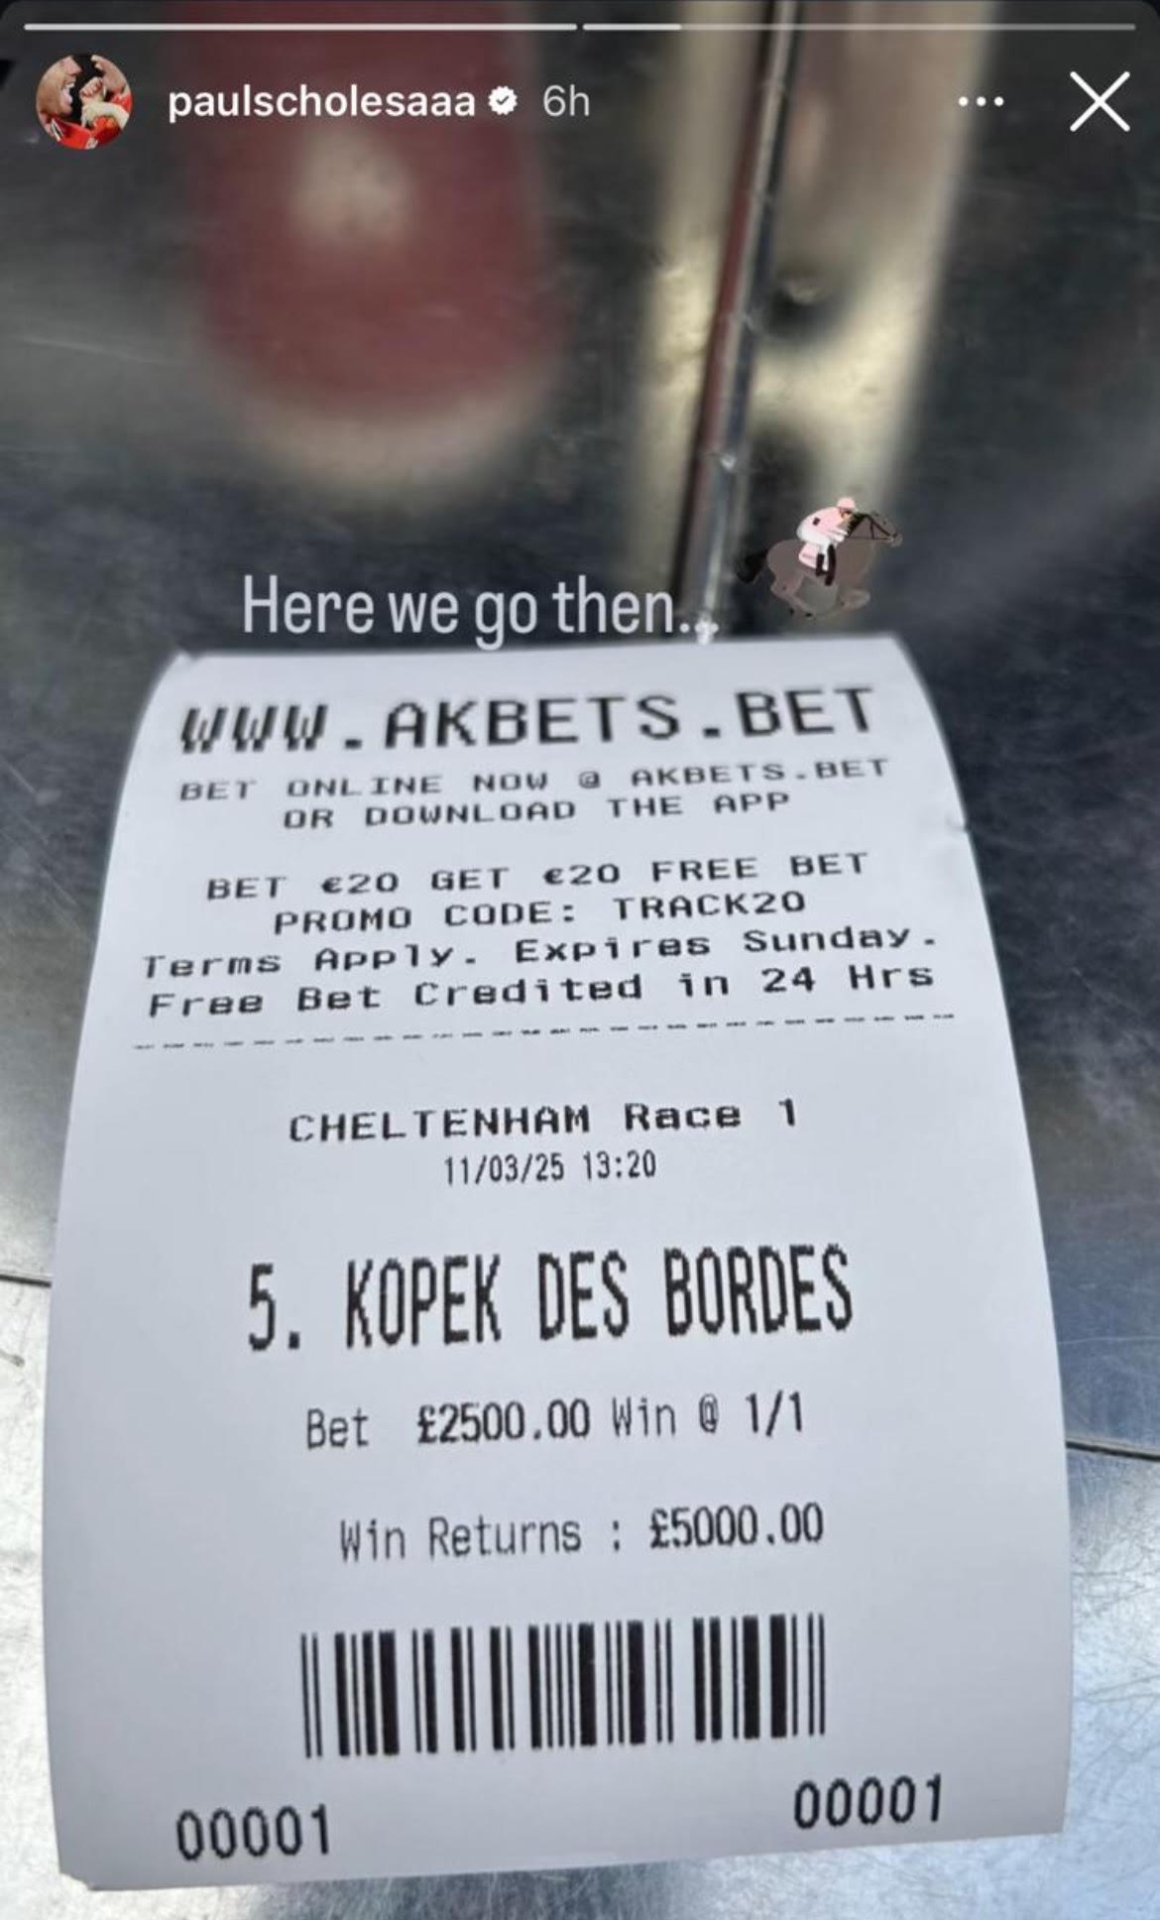 paulscholesaaa 6h
Here we go then...
WWW.AKBETS.BET
BET ONLINE NOW @ AKBETS.BET
OR DOWNLOAD THE APP
BET €20 GET €20 FREE BET
PROMO CODE: TRACK20
Terms Apply. Expires Sunday.
Free Bet Credited in 24 Hrs
CHELTENHAM Race 1
11/03/25 13:20
5. KOPEK DES BORDES
Bet £2500.00 Win @ 1/1
Win Returns : £5000.00
00001 00001